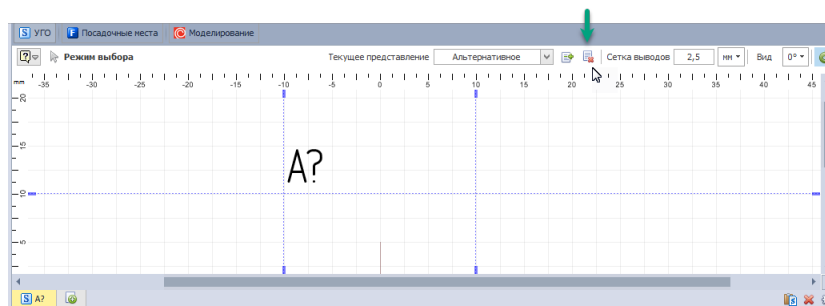 УГО Посадочные места Моделирование
Режим выбора Текущее представление Альтернативное Сетка выводов 2,5 мм Вид 0°
мм -35 -30 -25 -20 -15 -10 -5 0 5 10 15 20 25 30 35 40 45
20
15
A?
10
5
A?